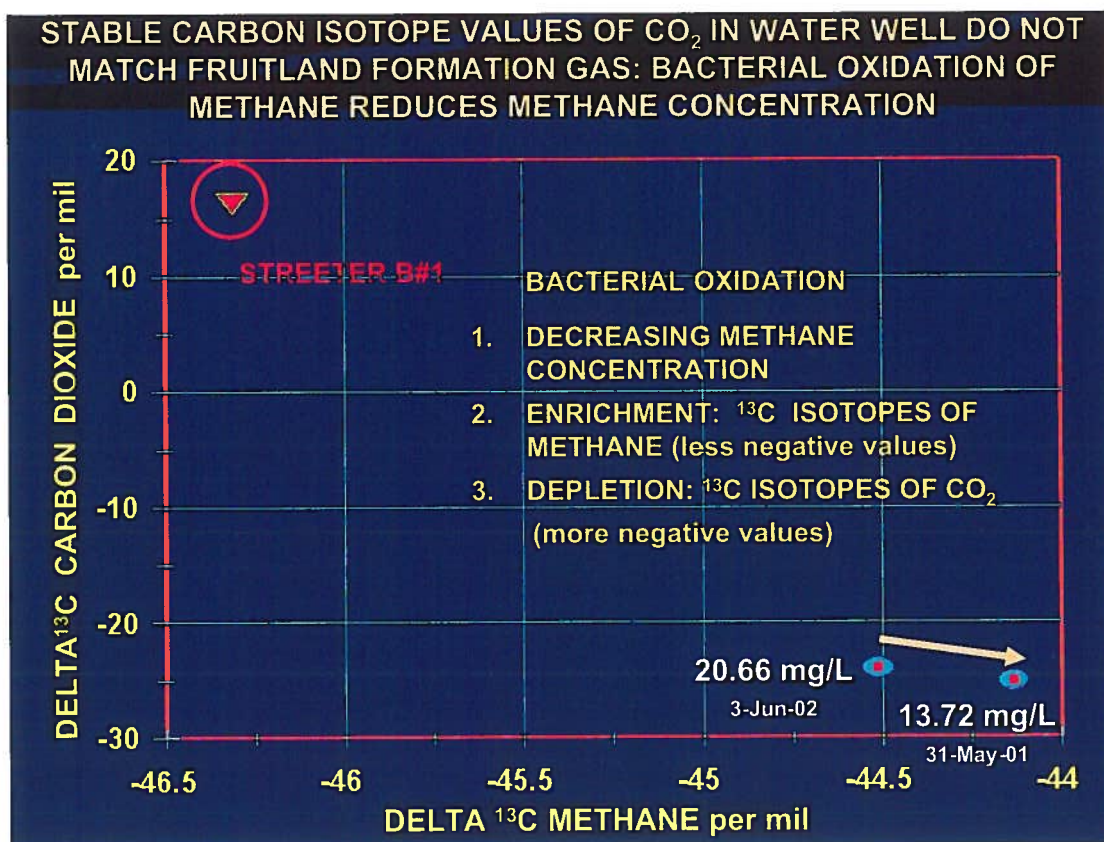 STABLE CARBON ISOTOPE VALUES OF CO₂ IN WATER WELL DO NOT
MATCH FRUITLAND FORMATION GAS: BACTERIAL OXIDATION OF
METHANE REDUCES METHANE CONCENTRATION
DELTA¹³C CARBON DIOXIDE per mil
20
10
0
-10
-20
-30
STREETER B#1
BACTERIAL OXIDATION
1. DECREASING METHANE
CONCENTRATION
2. ENRICHMENT: ¹³C ISOTOPES OF
METHANE (less negative values)
3. DEPLETION: ¹³C ISOTOPES OF CO₂
(more negative values)
20.66 mg/L
3-Jun-02
13.72 mg/L
31-May-01
-46.5 -46 -45.5 -45 -44.5 -44
DELTA ¹³C METHANE per mil